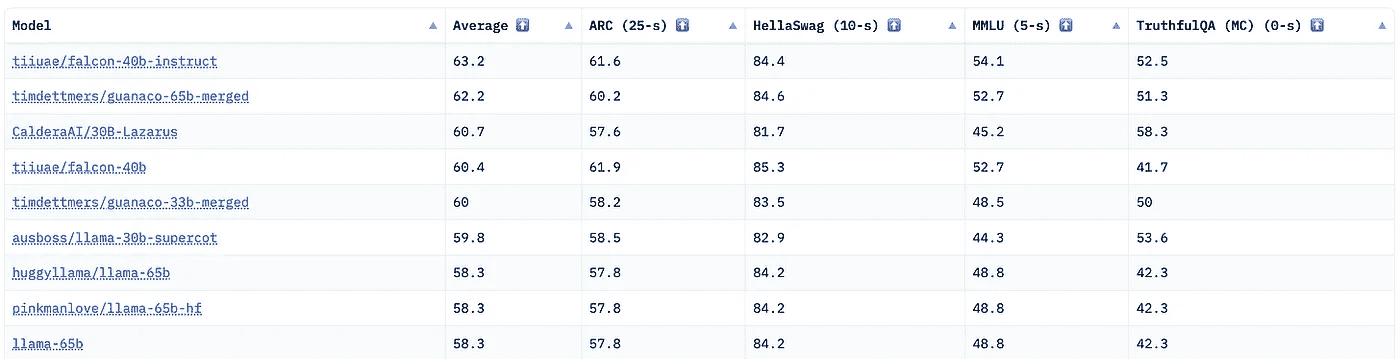 Model Average ⬆️ ARC (25-s) ⬆️ HellaSwag (10-s) ⬆️ MMLU (5-s) ⬆️ TruthfulQA (MC) (0-s) ⬆️
tiiuae/falcon-40b-instruct 63.2 61.6 84.4 54.1 52.5
timdettmers/guanaco-65b-merged 62.2 60.2 84.6 52.7 51.3
CalderaAI/30B-Lazarus 60.7 57.6 81.7 45.2 58.3
tiiuae/falcon-40b 60.4 61.9 85.3 52.7 41.7
timdettmers/guanaco-33b-merged 60 58.2 83.5 48.5 50
ausboss/llama-30b-supercot 59.8 58.5 82.9 44.3 53.6
huggyllama/llama-65b 58.3 57.8 84.2 48.8 42.3
pinkmanlove/llama-65b-hf 58.3 57.8 84.2 48.8 42.3
llama-65b 58.3 57.8 84.2 48.8 42.3